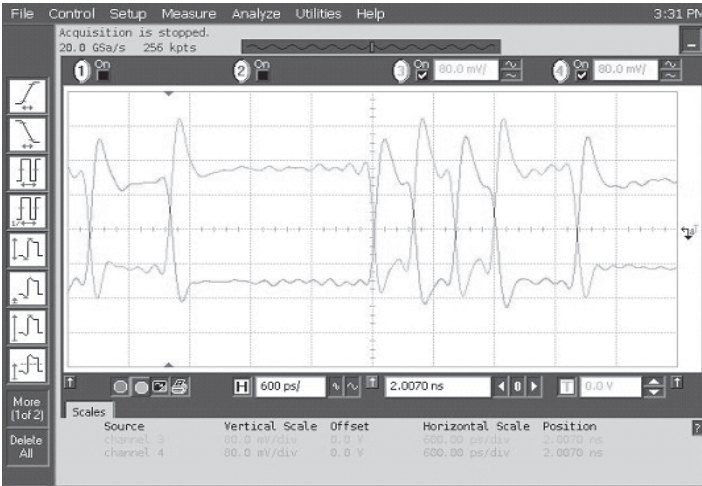 File Control Setup Measure Analyze Utilities Help 3:31 PM
Acquisition is stopped.
20.0 GSa/s 256 kpts
1 On 2 On 3 On 80.0 mV/ 4 On 80.0 mV/
H 600 ps/ 2.0070 ns 0 T 0.0 V
More
(1of 2)
Delete
All
Scales
Source Vertical Scale Offset Horizontal Scale Position
channel 3 80.0 mV/div 0.0 V 600.00 ps/div 2.0070 ns
channel 4 80.0 mV/div 0.0 V 600.00 ps/div 2.0070 ns
?